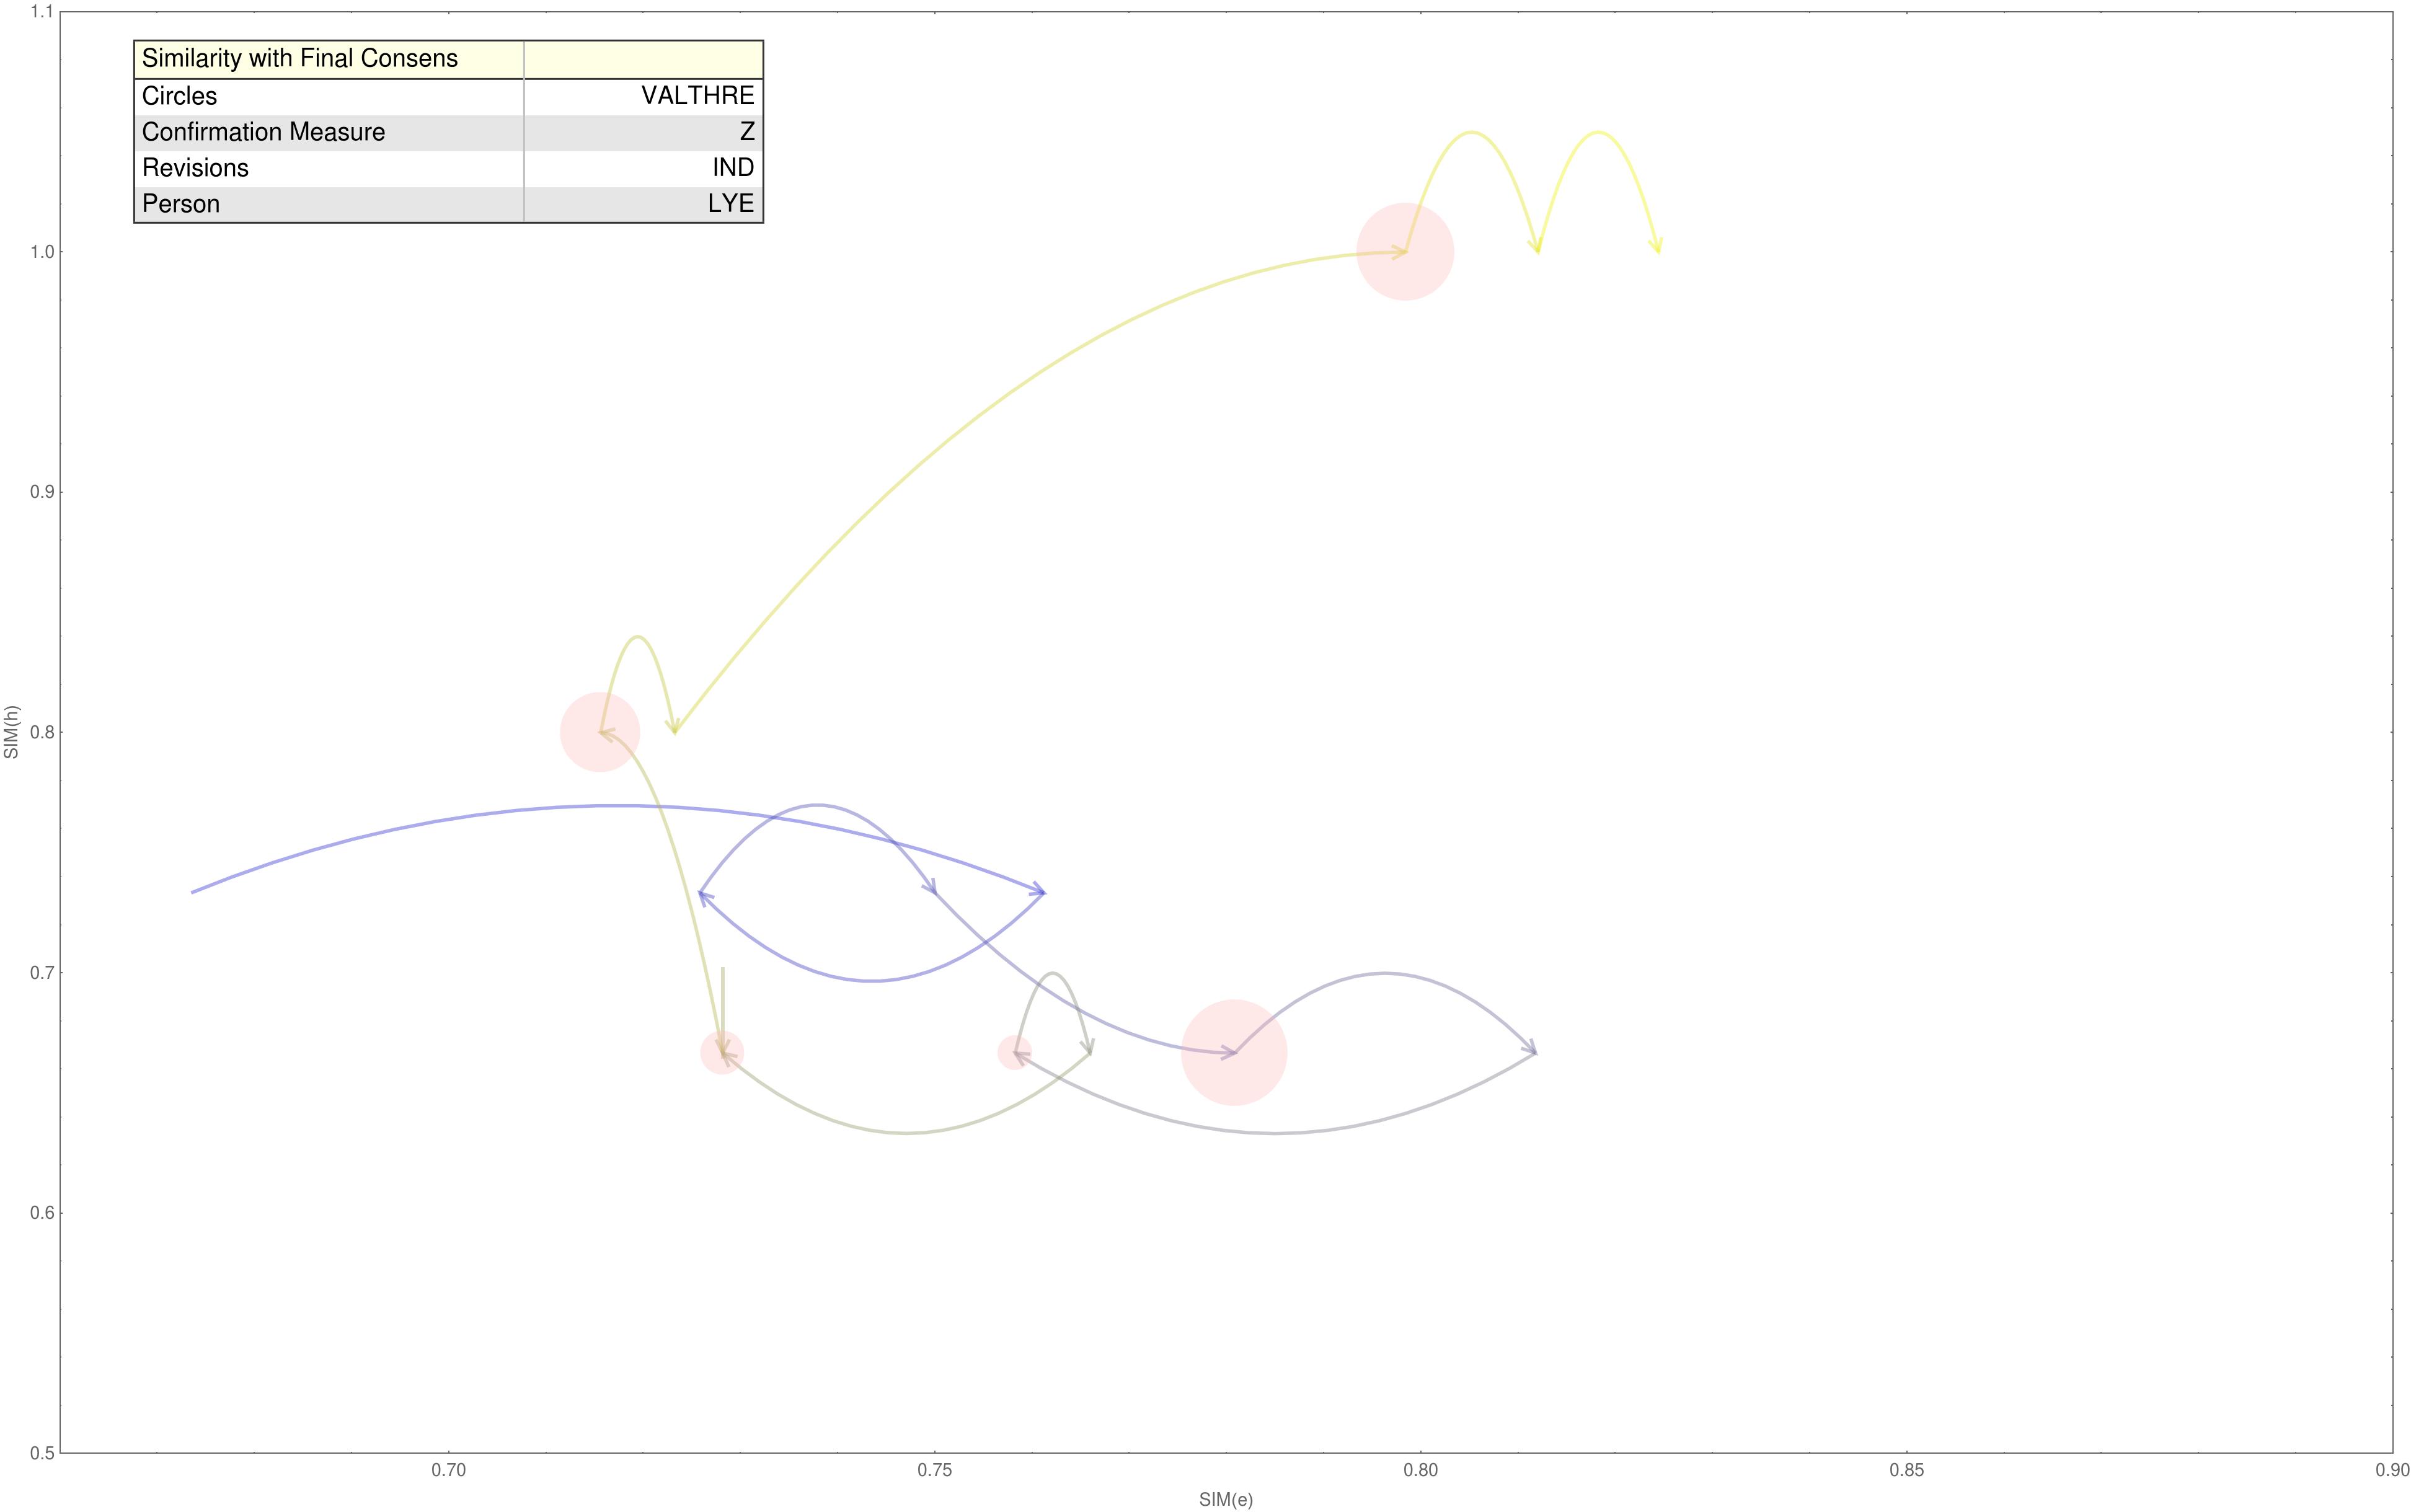 1.1
Similarity with Final Consens
Circles VALTHRE
Confirmation Measure Z
Revisions IND
Person LYE
1.0
0.9
0.8
SIM(h)
0.7
0.6
0.5
0.70 0.75 0.80 0.85 0.90
SIM(e)